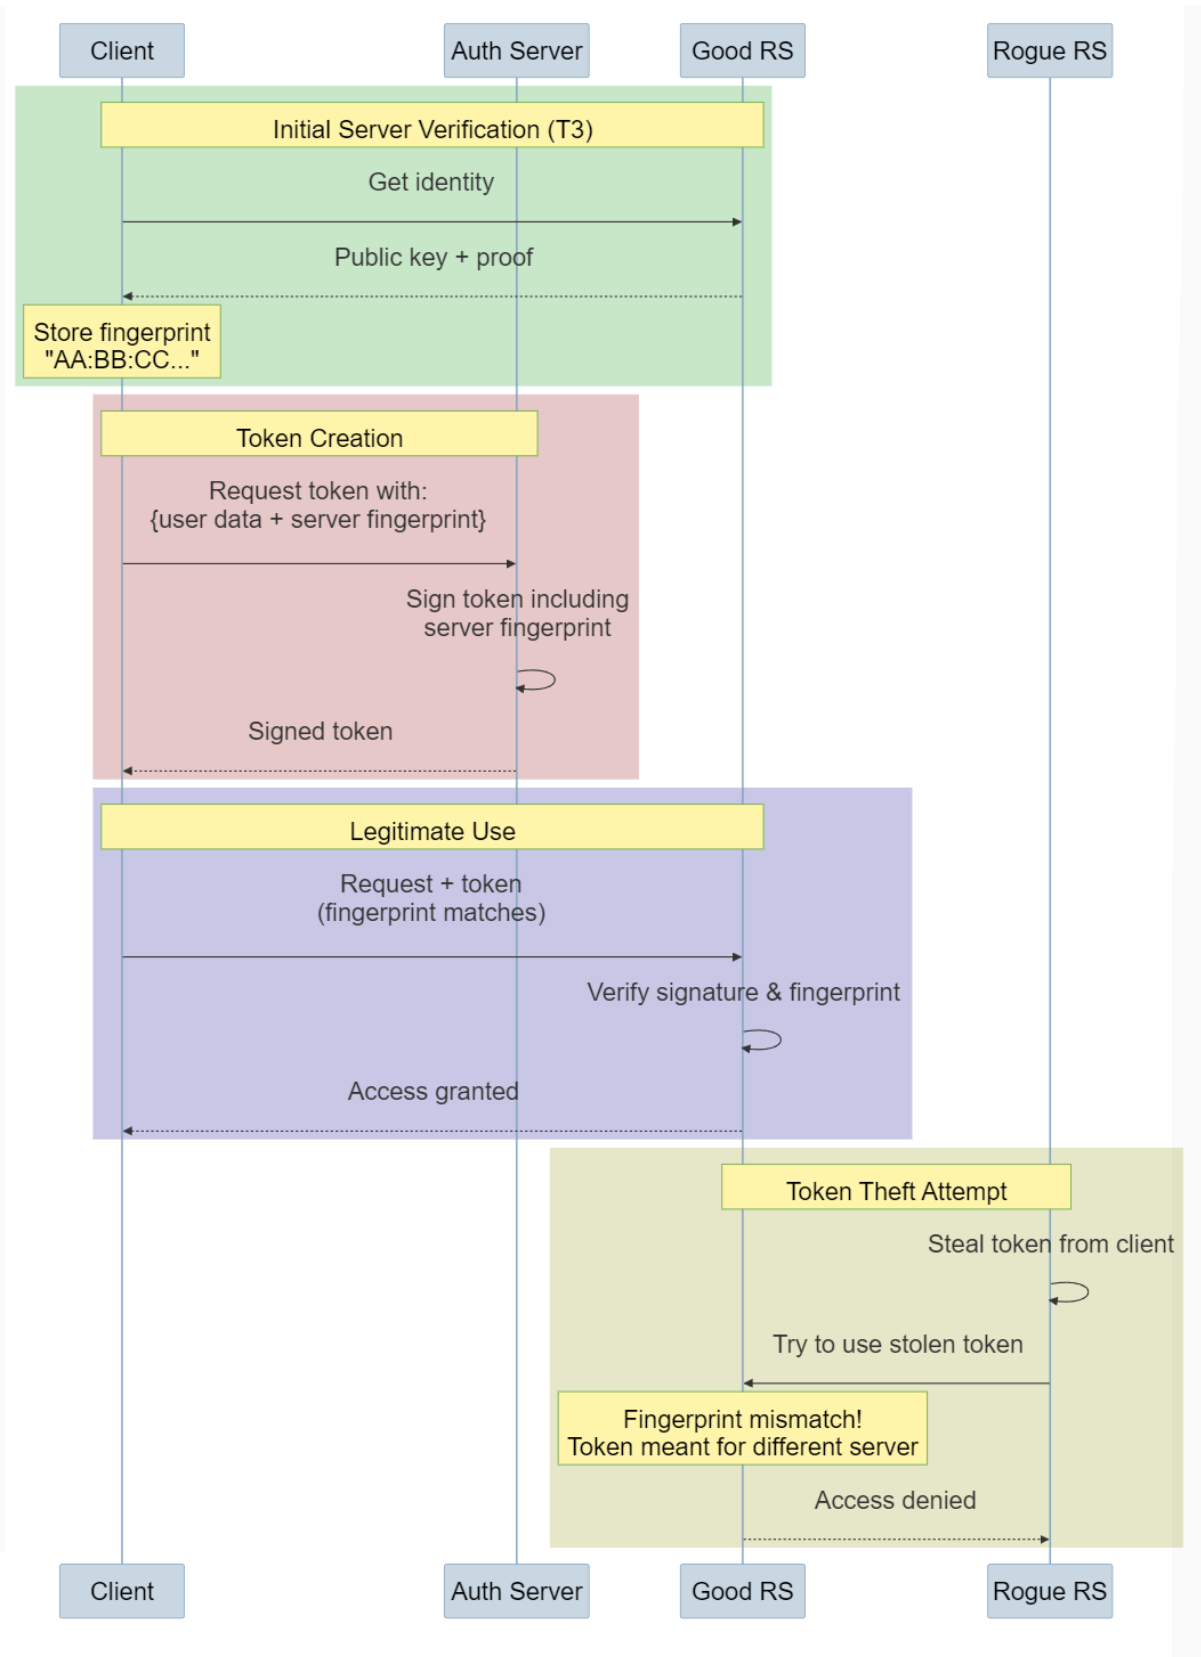 Client
Auth Server
Good RS
Rogue RS
Initial Server Verification (T3)
Get identity
Public key + proof
Store fingerprint
"AA:BB:CC..."
Token Creation
Request token with:
{user data + server fingerprint}
Sign token including
server fingerprint
Signed token
Legitimate Use
Request + token
(fingerprint matches)
Verify signature & fingerprint
Access granted
Token Theft Attempt
Steal token from client
Try to use stolen token
Fingerprint mismatch!
Token meant for different server
Access denied
Client
Auth Server
Good RS
Rogue RS